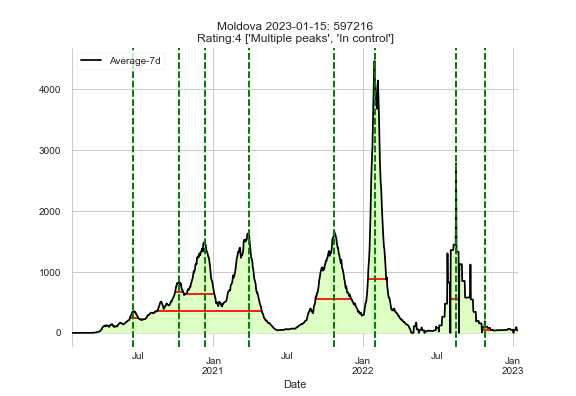 Moldova 2023-01-15: 597216
Rating:4 ['Multiple peaks', 'In control']
Average-7d
4000
3000
2000
1000
0
Jul
Jan
2021
Jul
Jan
2022
Jul
Jan
2023
Date